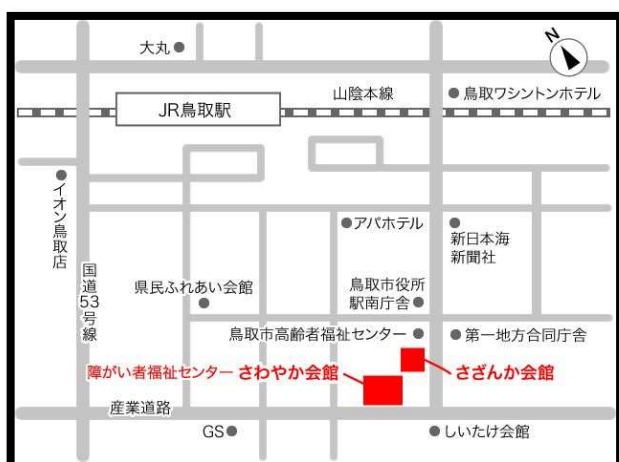 大丸
N
JR鳥取駅
山陰本線
鳥取ワシントンホテル
イオン鳥取店
アパホテル
新日本海
新聞社
国道53号線
県民ふれあい会館
鳥取市役所
駅南庁舎
鳥取市高齢者福祉センター
第一地方合同庁舎
障がい者福祉センター さわやか会館
さざんか会館
産業道路
GS
しいたけ会館